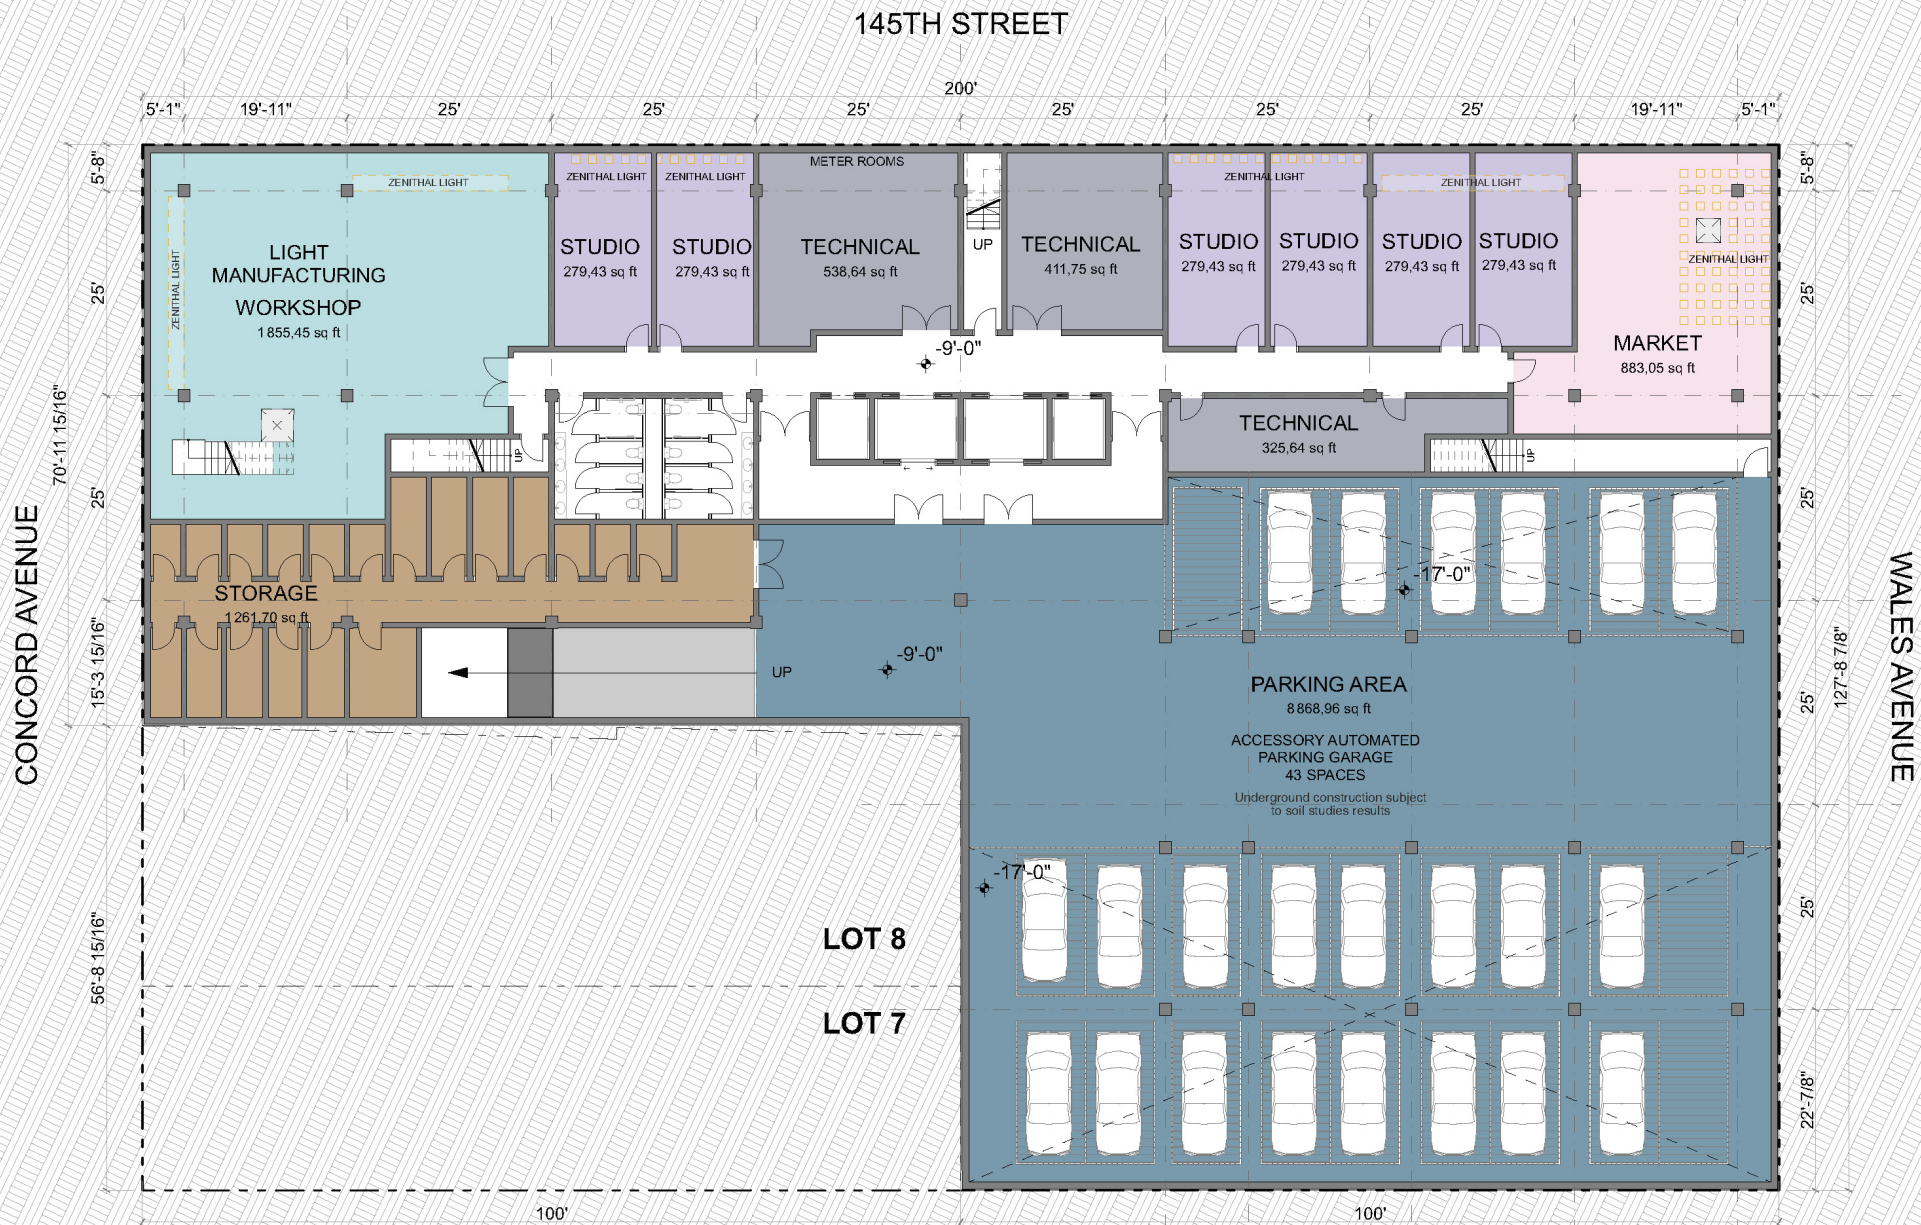 145TH STREET
200'
5'-1"
19'-11"
25'
25'
25'
25'
25'
25'
19'-11"
5'-1"
5'-8"
25'
25'
15'-3 15/16"
56'-8 15/16"
70'-11 15/16"
CONCORD AVENUE
5'-8"
25'
25'
25'
25'
22'-7/8"
127'-8 7/8"
WALES AVENUE
ZENITHAL LIGHT
ZENITHAL LIGHT
LIGHT
MANUFACTURING
WORKSHOP
1 855,45 sq ft
ZENITHAL LIGHT
STUDIO
279,43 sq ft
ZENITHAL LIGHT
STUDIO
279,43 sq ft
METER ROOMS
TECHNICAL
538,64 sq ft
UP
TECHNICAL
411,75 sq ft
ZENITHAL LIGHT
STUDIO
279,43 sq ft
STUDIO
279,43 sq ft
ZENITHAL LIGHT
STUDIO
279,43 sq ft
STUDIO
279,43 sq ft
ZENITHAL LIGHT
MARKET
883,05 sq ft
-9'-0"
TECHNICAL
325,64 sq ft
UP
UP
STORAGE
1 261,70 sq ft
UP
-9'-0"
-17'-0"
PARKING AREA
8 868,96 sq ft
ACCESSORY AUTOMATED
PARKING GARAGE
43 SPACES
Underground construction subject
to soil studies results
-17'-0"
LOT 8
LOT 7
100'
100'